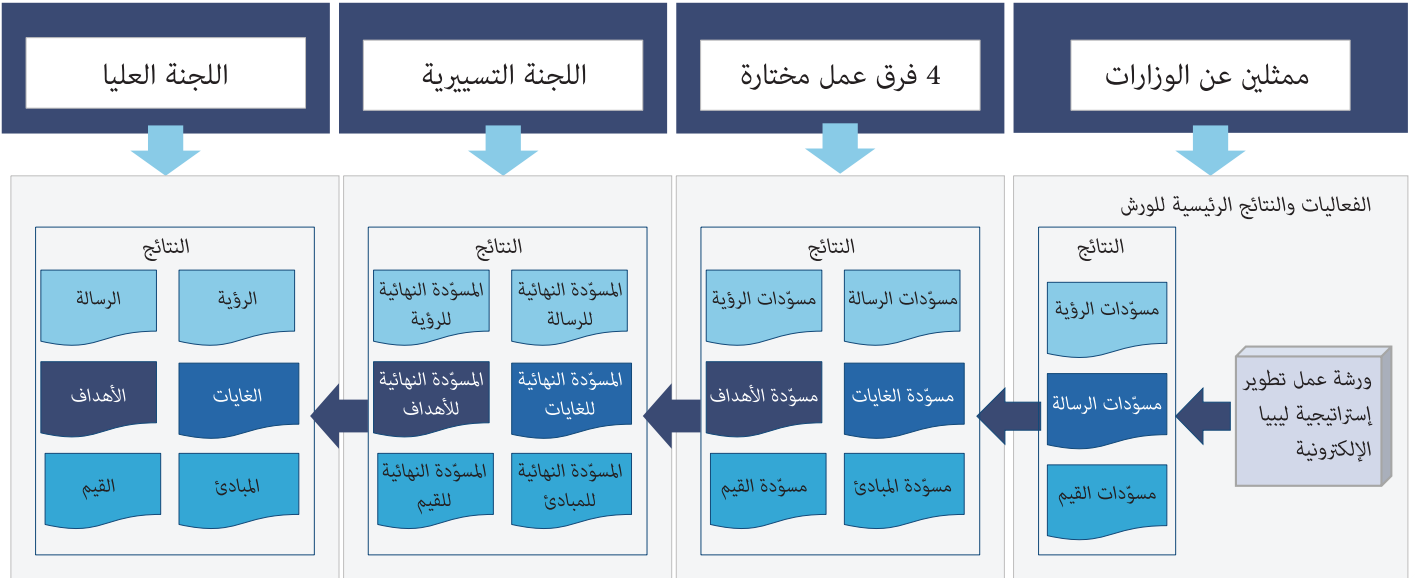 ممثلين عن الوزارات
4 فرق عمل مختارة
اللجنة التسييرية
اللجنة العليا
الفعاليات والنتائج الرئيسية للورش
ورشة عمل تطوير
إستراتيجية ليبيا
الإلكترونية
النتائج
مسوّدات الرؤية
مسوّدات الرسالة
مسوّدات القيم
النتائج
مسوّدات الرسالة
مسوّدات الرؤية
مسوّدة الغايات
مسوّدة الأهداف
مسوّدة المبادئ
مسوّدة القيم
النتائج
المسوّدة النهائية
للرسالة
المسوّدة النهائية
للرؤية
المسوّدة النهائية
للغايات
المسوّدة النهائية
للأهداف
المسوّدة النهائية
للمبادئ
المسوّدة النهائية
للقيم
النتائج
الرؤية
الرسالة
الغايات
الأهداف
المبادئ
القيم